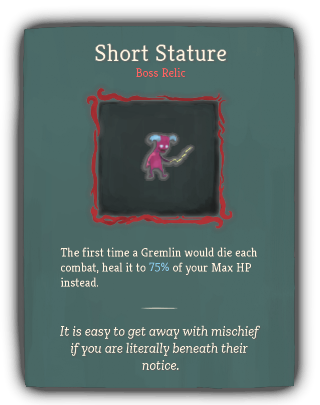 Short Stature
Boss Relic
The first time a Gremlin would die each
combat, heal it to 75% of your Max HP
instead.
It is easy to get away with mischief
if you are literally beneath their
notice.